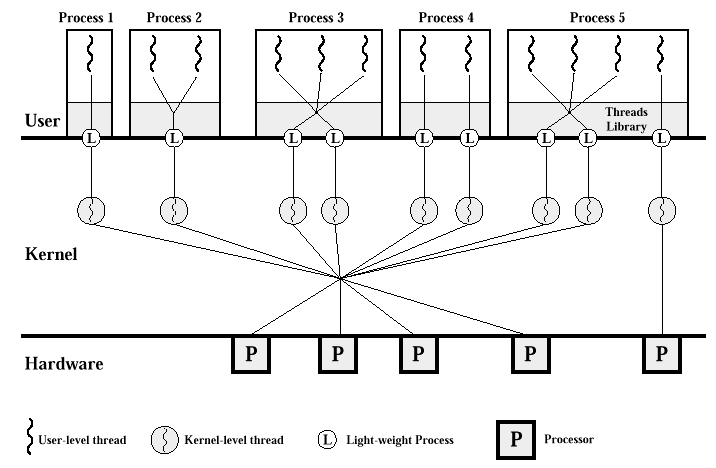 Process 1 Process 2 Process 3 Process 4 Process 5
User
Threads
Library
L L L L L L L L L
Kernel
P P P P P
Hardware
User-level thread Kernel-level thread L Light-weight Process P Processor